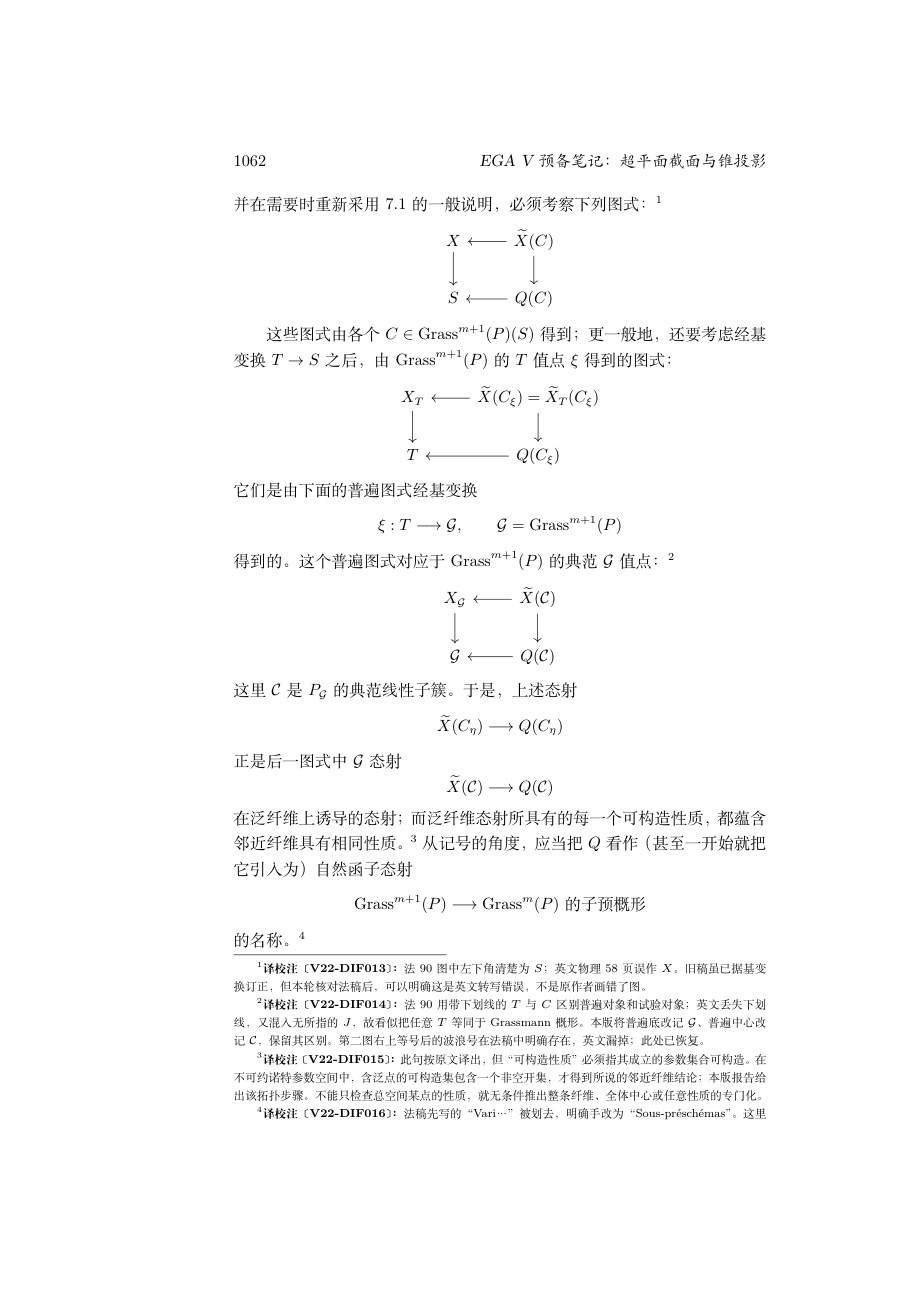 1062 EGA V 预备笔记：超平面截面与锥投影
并在需要时重新采用 7.1 的一般说明，必须考察下列图式：¹
X ⟵ X̃(C)
↓ ↓
S ⟵ Q(C)
这些图式由各个 C ∈ Grassᵐ⁺¹(P)(S) 得到；更一般地，还要考虑经基
变换 T → S 之后，由 Grassᵐ⁺¹(P) 的 T 值点 ξ 得到的图式：
X_T ⟵ X̃(C_ξ) = X̃_T(C_ξ)
↓ ↓
T ⟵ Q(C_ξ)
它们是由下面的普遍图式经基变换
ξ : T ⟶ 𝒢, 𝒢 = Grassᵐ⁺¹(P)
得到的。这个普遍图式对应于 Grassᵐ⁺¹(P) 的典范 𝒢 值点：²
X_𝒢 ⟵ X̃(𝒞)
↓ ↓
𝒢 ⟵ Q(𝒞)
这里 𝒞 是 P_𝒢 的典范线性子簇。于是，上述态射
X̃(C_η) ⟶ Q(C_η)
正是后一图式中 𝒢 态射
X̃(𝒞) ⟶ Q(𝒞)
在泛纤维上诱导的态射；而泛纤维态射所具有的每一个可构造性质，都蕴含
邻近纤维具有相同性质。³ 从记号的角度，应当把 Q 看作（甚至一开始就把
它引入为）自然函子态射
Grassᵐ⁺¹(P) ⟶ Grassᵐ(P) 的子预概形
的名称。⁴
¹译校注〔V22-DIF013〕：法 90 图中左下角清楚为 S；英文物理 58 页误作 X。旧稿虽已据基变
换订正，但本轮核对法稿后，可以明确这是英文转写错误，不是原作者画错了图。
²译校注〔V22-DIF014〕：法 90 用带下划线的 T 与 C 区别普遍对象和试验对象；英文丢失下划
线，又混入无所指的 J，故看似把任意 T 等同于 Grassmann 概形。本版将普遍底改记 𝒢、普遍中心改
记 𝒞，保留其区别。第二图右上等号后的波浪号在法稿中明确存在，英文漏掉；此处已恢复。
³译校注〔V22-DIF015〕：此句按原文译出，但 “可构造性质” 必须指其成立的参数集合可构造。在
不可约诺特参数空间中，含泛点的可构造集包含一个非空开集，才得到所说的邻近纤维结论；本版报告给
出该拓扑步骤。不能只检查总空间某点的性质，就无条件推出整条纤维、全体中心或任意性质的专门化。
⁴译校注〔V22-DIF016〕：法稿先写的 “Vari⋯” 被划去，明确手改为 “Sous-préschémas”。这里